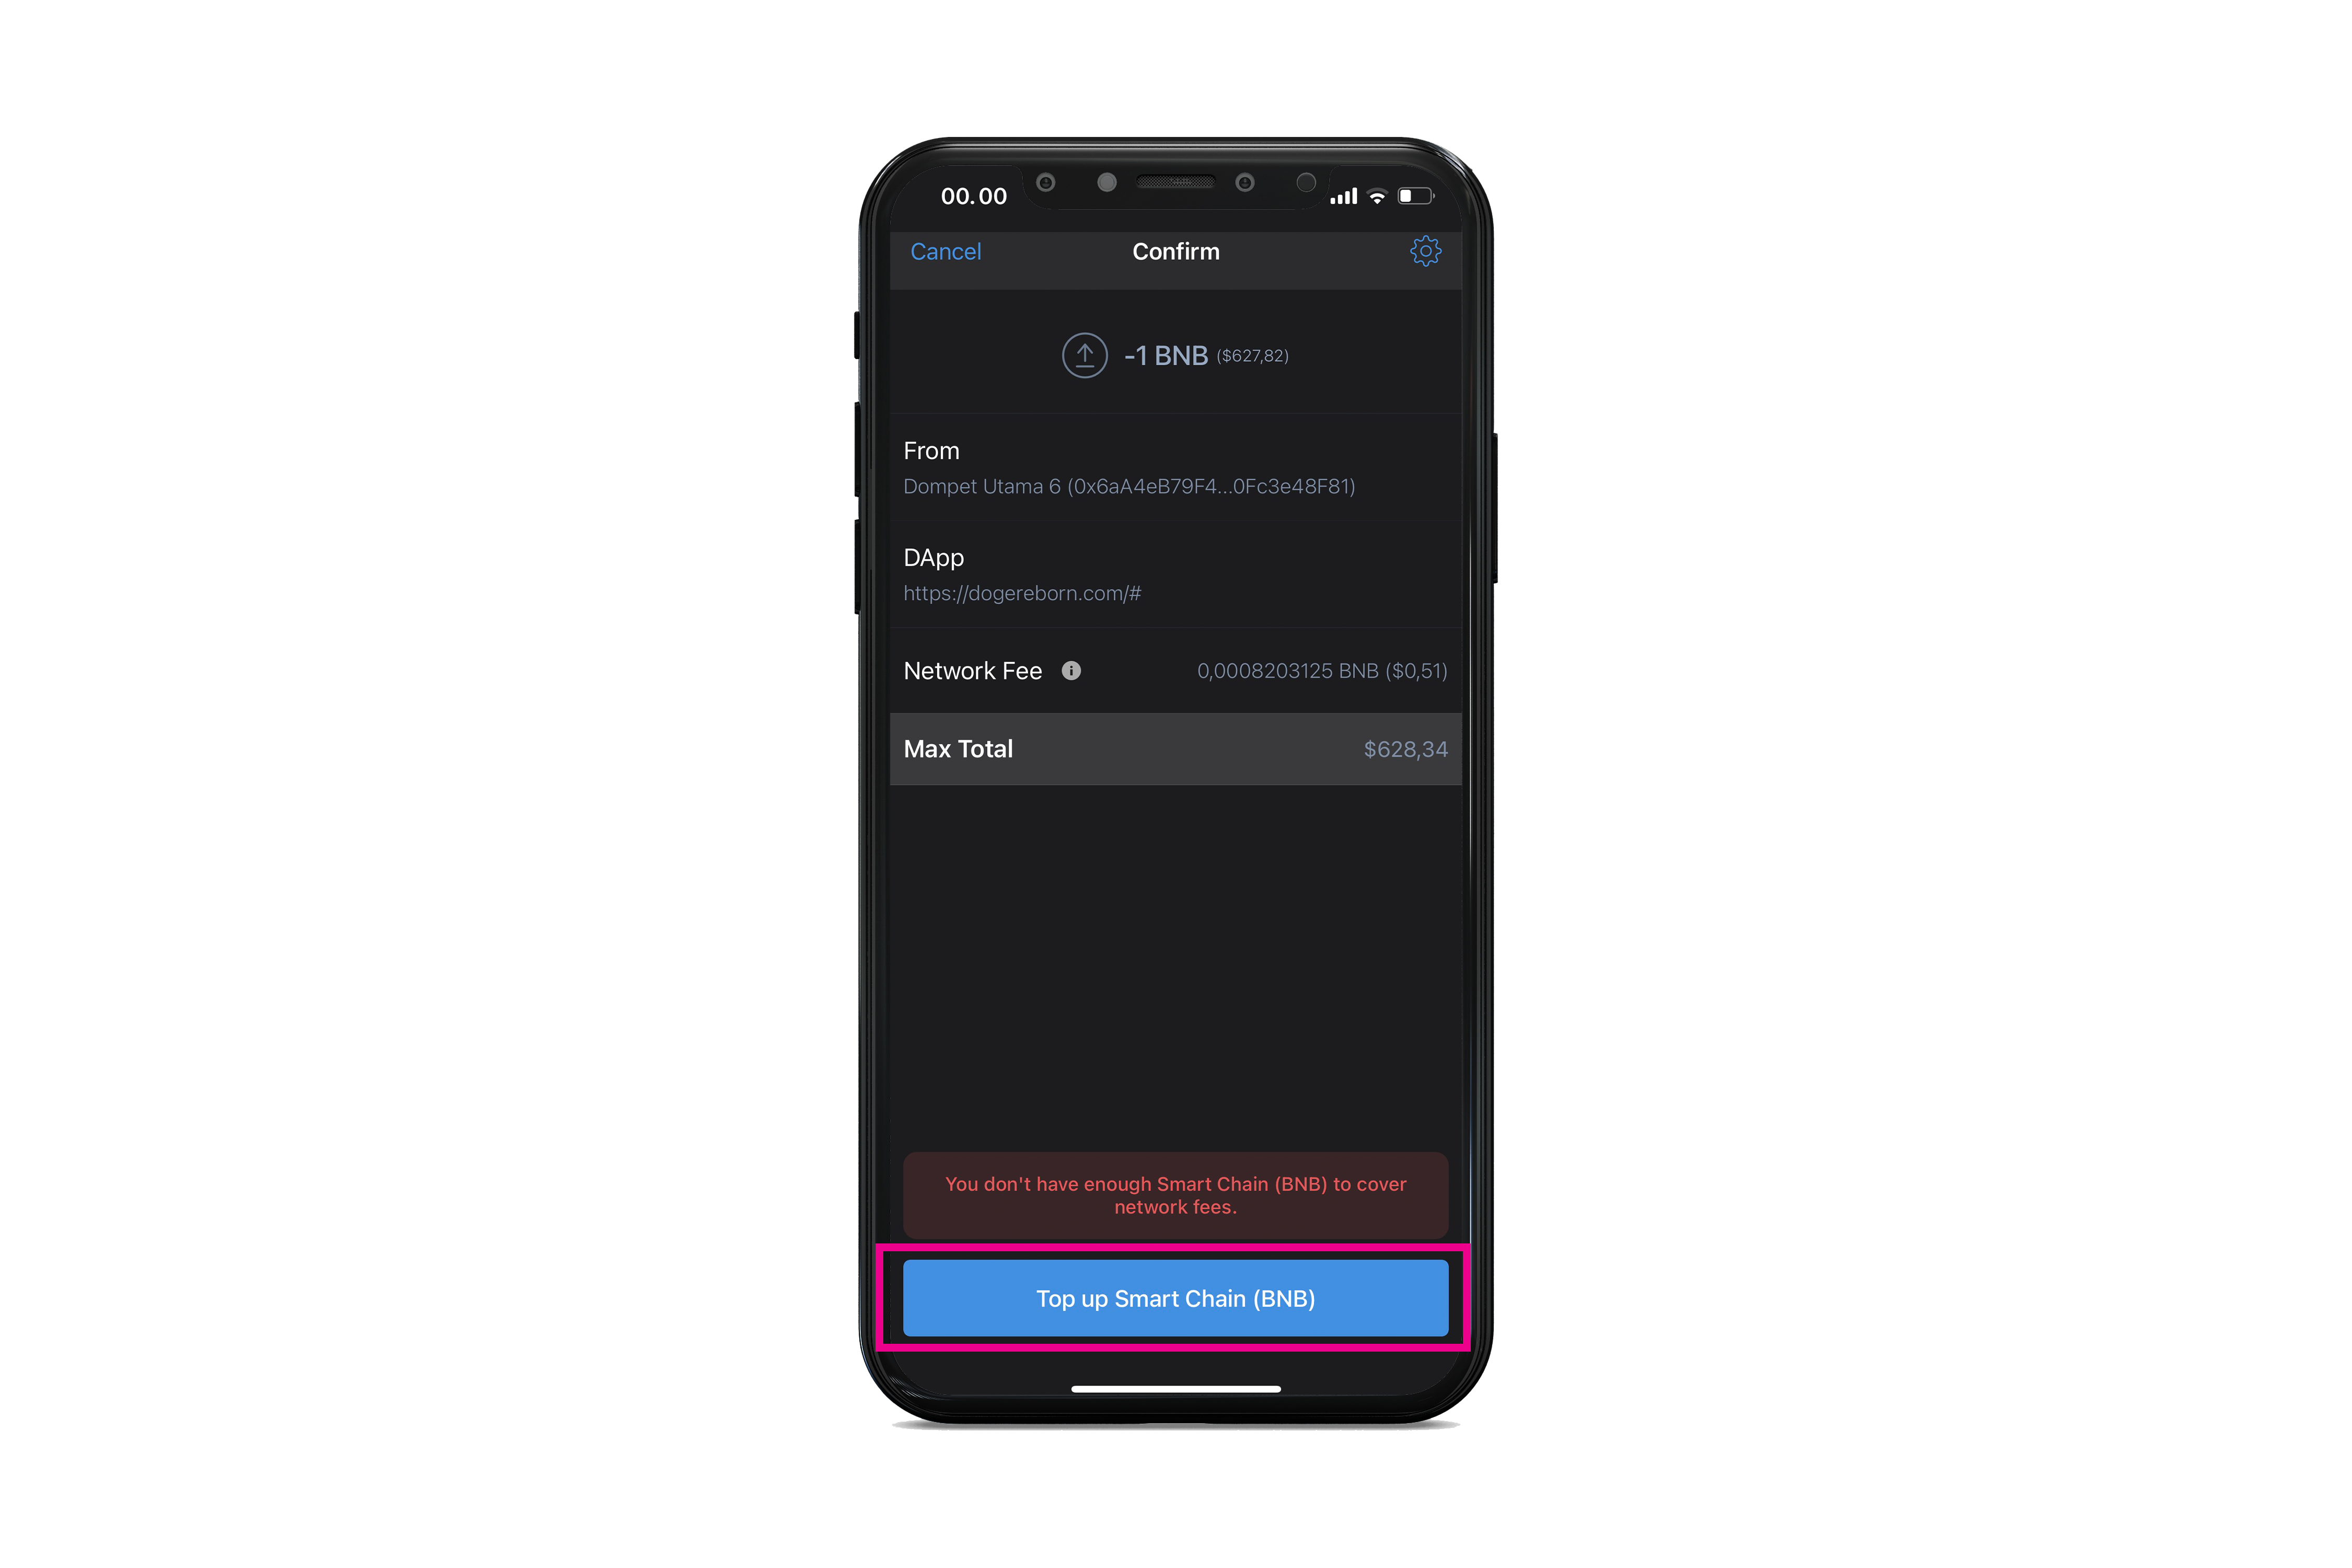 00.00
Cancel
Confirm
-1 BNB ($627,82)
From
Dompet Utama 6 (0x6aA4eB79F4...0Fc3e48F81)
DApp
https://dogereborn.com/#
Network Fee
0,0008203125 BNB ($0,51)
Max Total
$628,34
You don't have enough Smart Chain (BNB) to cover
network fees.
Top up Smart Chain (BNB)